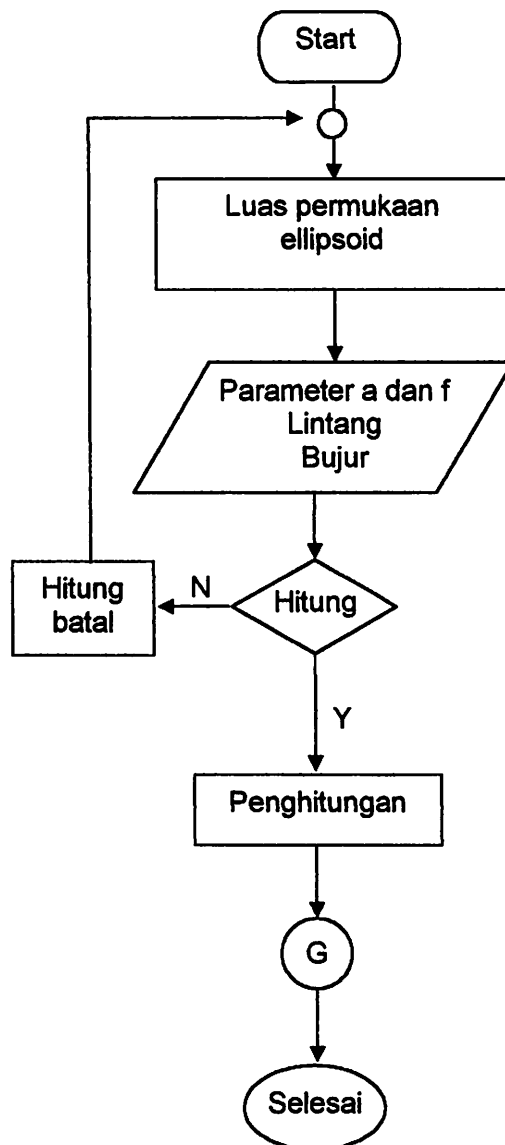 Start
Luas permukaan
ellipsoid
Parameter a dan f
Lintang
Bujur
Hitung
N
Hitung
batal
Y
Penghitungan
G
Selesai